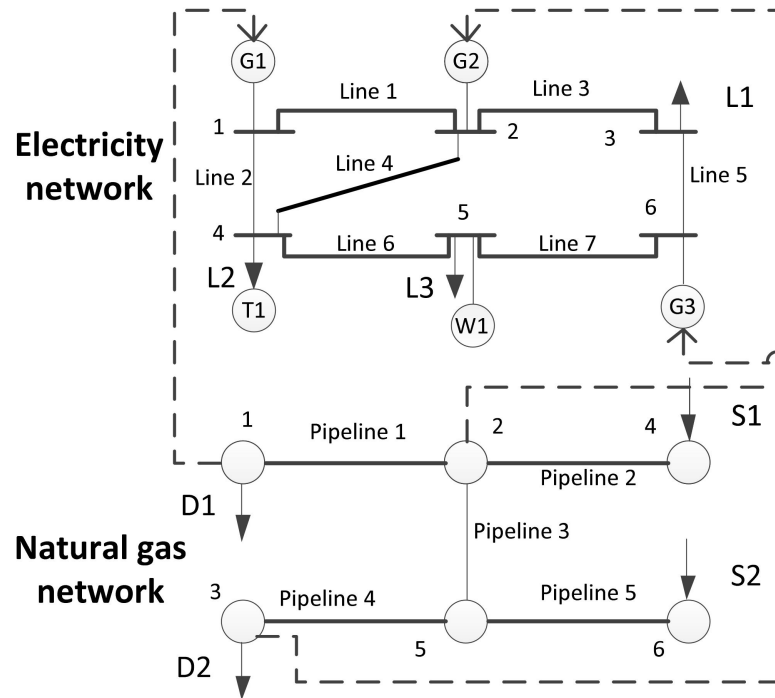 G1
G2
Line 1
Line 3
L1
1
2
3
Electricity
network
Line 2
Line 4
Line 5
4
5
6
Line 6
Line 7
L2
L3
T1
W1
G3
1
2
4
S1
Pipeline 1
Pipeline 2
D1
Pipeline 3
Natural gas
network
3
Pipeline 4
Pipeline 5
S2
5
6
D2